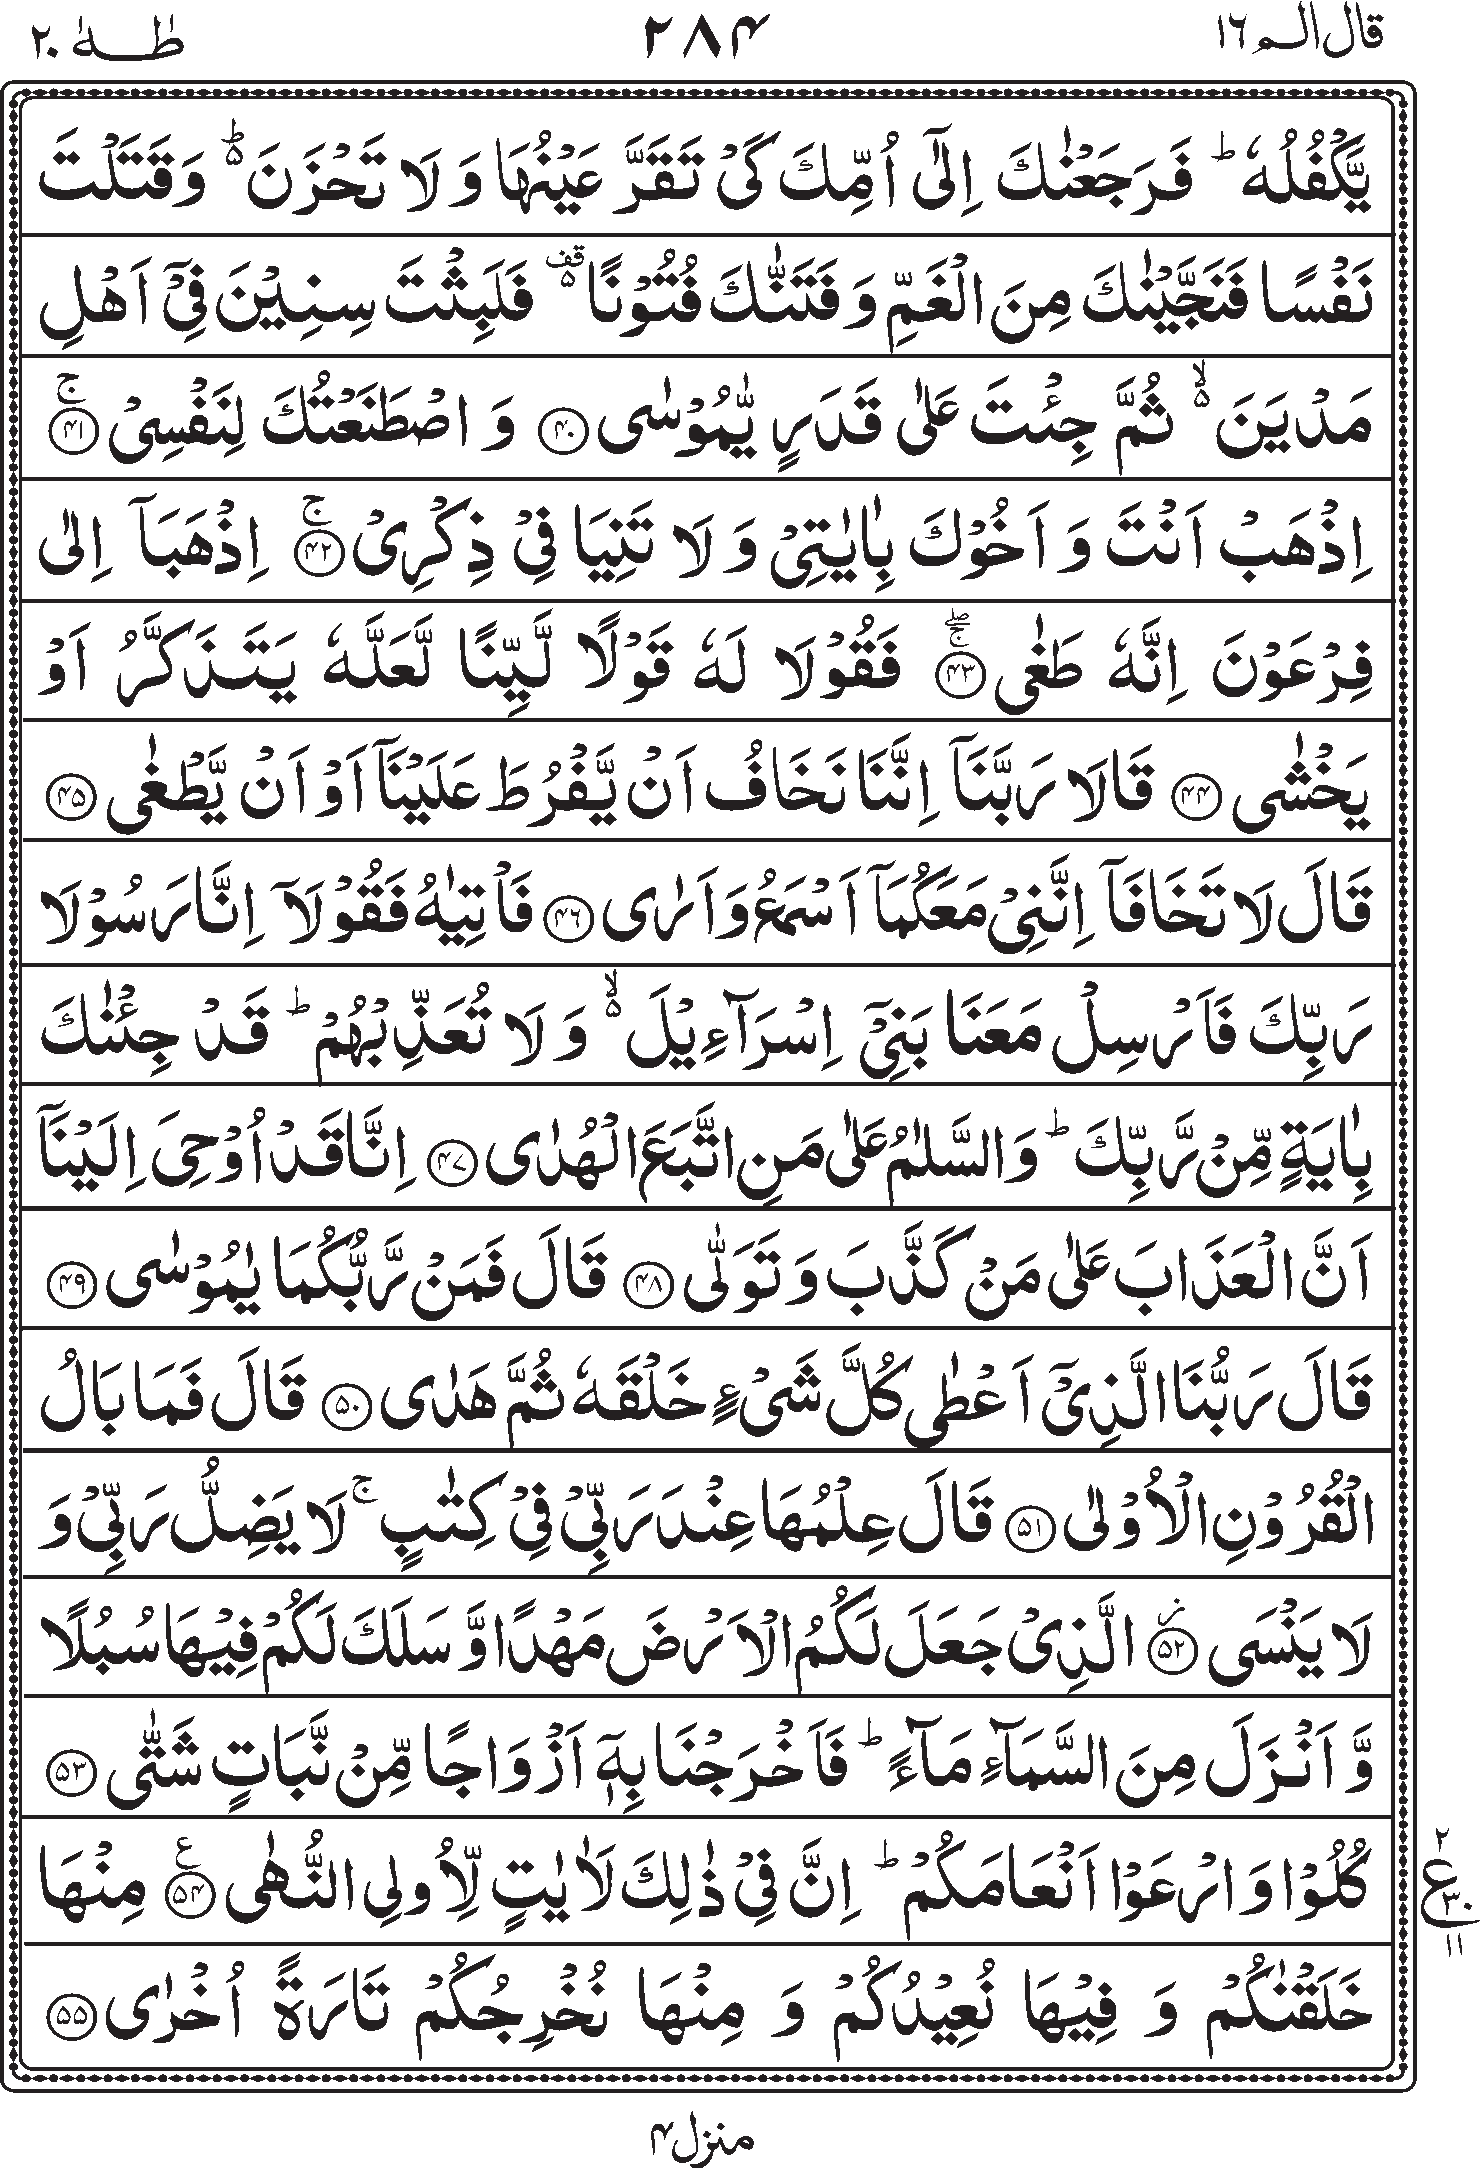 قال الم ١٦ ۲۸۴ طٰهٰ ۲۰
يَّكْفُلُهٗ ؕ فَرَجَعْنٰكَ اِلٰۤى اُمِّكَ كَیْ تَقَرَّ عَيْنُهَا وَ لَا تَحْزَنَ ۬ؕ وَ قَتَلْتَ
نَفْسًا فَنَجَّيْنٰكَ مِنَ الْغَمِّ وَ فَتَنّٰكَ فُتُوْنًا ۬۫ فَلَبِثْتَ سِنِيْنَ فِیْۤ اَهْلِ
مَدْيَنَ ۬ۙ ثُمَّ جِئْتَ عَلٰى قَدَرٍ يّٰمُوْسٰى ﴿۴۰﴾ وَ اصْطَنَعْتُكَ لِنَفْسِیْ ﴿ۚ۴۱﴾
اِذْهَبْ اَنْتَ وَ اَخُوْكَ بِاٰيٰتِیْ وَ لَا تَنِيَا فِیْ ذِكْرِیْ ﴿ۚ۴۲﴾ اِذْهَبَاۤ اِلٰى
فِرْعَوْنَ اِنَّهٗ طَغٰى ﴿ۚۖ۴۳﴾ فَقُوْلَا لَهٗ قَوْلًا لَّيِّنًا لَّعَلَّهٗ يَتَذَكَّرُ اَوْ
يَخْشٰى ﴿۴۴﴾ قَالَا رَبَّنَاۤ اِنَّنَا نَخَافُ اَنْ يَّفْرُطَ عَلَيْنَاۤ اَوْ اَنْ يَّطْغٰى ﴿۴۵﴾
قَالَ لَا تَخَافَاۤ اِنَّنِیْ مَعَكُمَاۤ اَسْمَعُ وَ اَرٰى ﴿۴۶﴾ فَاْتِيٰهُ فَقُوْلَاۤ اِنَّا رَسُوْلَا
رَبِّكَ فَاَرْسِلْ مَعَنَا بَنِیْۤ اِسْرَآءِيْلَ ۬ۙ وَ لَا تُعَذِّبْهُمْ ؕ قَدْ جِئْنٰكَ
بِاٰيَةٍ مِّنْ رَّبِّكَ ؕ وَ السَّلٰمُ عَلٰى مَنِ اتَّبَعَ الْهُدٰى ﴿۴۷﴾ اِنَّا قَدْ اُوْحِیَ اِلَيْنَاۤ
اَنَّ الْعَذَابَ عَلٰى مَنْ كَذَّبَ وَ تَوَلّٰى ﴿۴۸﴾ قَالَ فَمَنْ رَّبُّكُمَا يٰمُوْسٰى ﴿۴۹﴾
قَالَ رَبُّنَا الَّذِیْۤ اَعْطٰى كُلَّ شَیْءٍ خَلْقَهٗ ثُمَّ هَدٰى ﴿۵۰﴾ قَالَ فَمَا بَالُ
الْقُرُوْنِ الْاُوْلٰى ﴿۵۱﴾ قَالَ عِلْمُهَا عِنْدَ رَبِّیْ فِیْ كِتٰبٍ ۚ لَا يَضِلُّ رَبِّیْ وَ
لَا يَنْسَى ﴿ؗ۵۲﴾ الَّذِیْ جَعَلَ لَكُمُ الْاَرْضَ مَهْدًا وَّ سَلَكَ لَكُمْ فِيْهَا سُبُلًا
وَّ اَنْزَلَ مِنَ السَّمَآءِ مَآءً ؕ فَاَخْرَجْنَا بِهٖۤ اَزْوَاجًا مِّنْ نَّبَاتٍ شَتّٰى ﴿۵۳﴾
كُلُوْا وَ ارْعَوْا اَنْعَامَكُمْ ؕ اِنَّ فِیْ ذٰلِكَ لَاٰيٰتٍ لِّاُولِی النُّهٰى ﴿۵۴﴾ ع مِنْهَا
خَلَقْنٰكُمْ وَ فِيْهَا نُعِيْدُكُمْ وَ مِنْهَا نُخْرِجُكُمْ تَارَةً اُخْرٰى ﴿۵۵﴾
۲
ع
۳۰
۱۱
منزل ۴